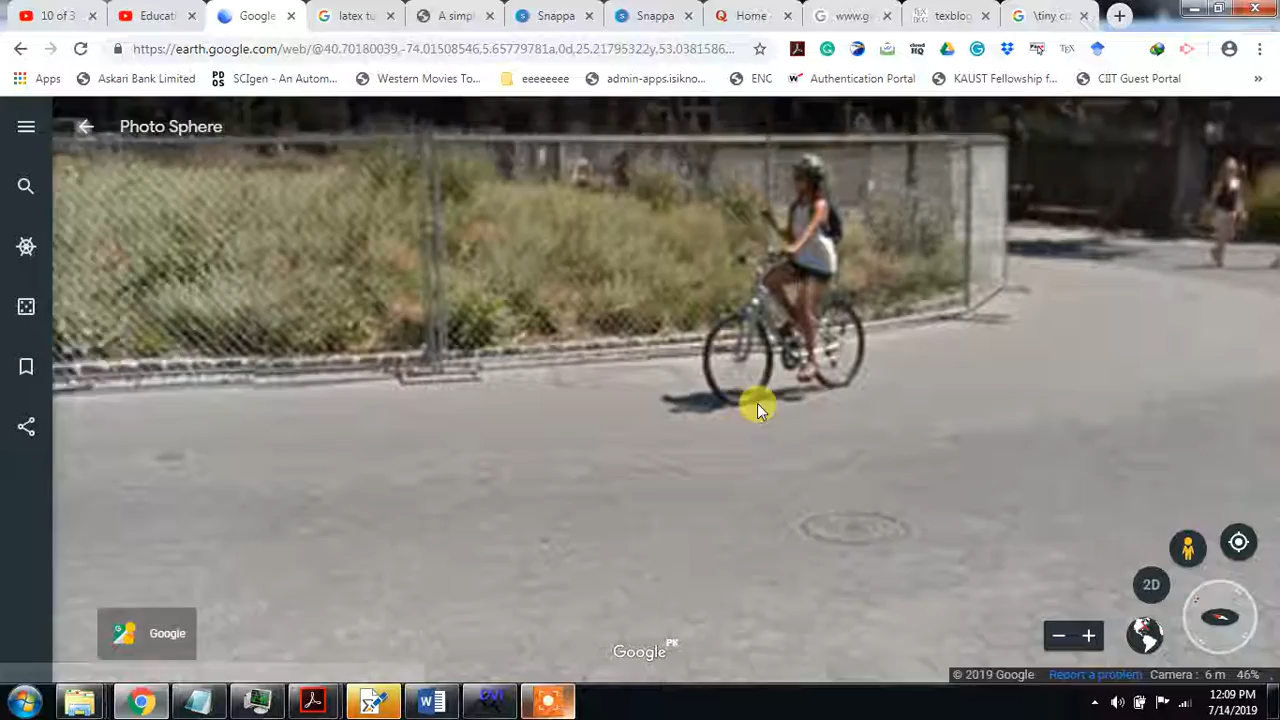 10 of 3
Educati
Google
latex tu
A simpl
Snappa
Snappa
Home -
www.g
texblog
\tiny c
https://earth.google.com/web/@40.70180039,-74.01508546,5.65779781a.0d,25.21795322y,53.0381586...
Apps
Askari Bank Limited
PD OS
SCIgen - An Autom...
Western Movies To...
eeeeeee
admin-apps.isikno...
ENC
Authentication Portal
KAUST Fellowship f...
CIIT Guest Portal
»
Photo Sphere
2D
Google
Google PK
© 2019 Google
Report a problem
Camera : 6 m 46%
12:09 PM
7/14/2019